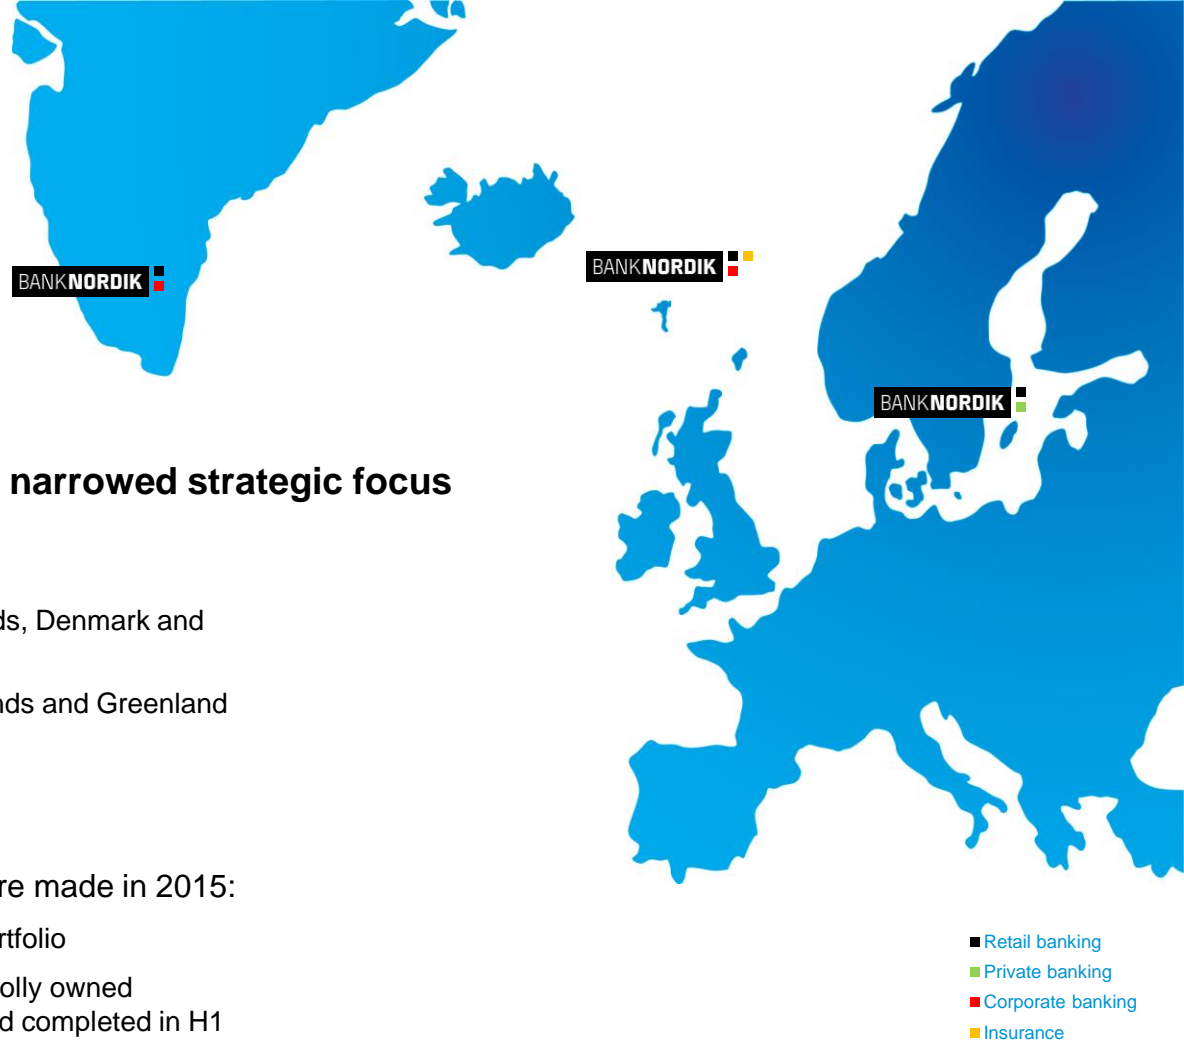 BANKNORDIK
BANKNORDIK
BANKNORDIK
narrowed strategic focus
ds, Denmark and
nds and Greenland
re made in 2015:
rtfolio
olly owned
d completed in H1
Retail banking
Private banking
Corporate banking
Insurance